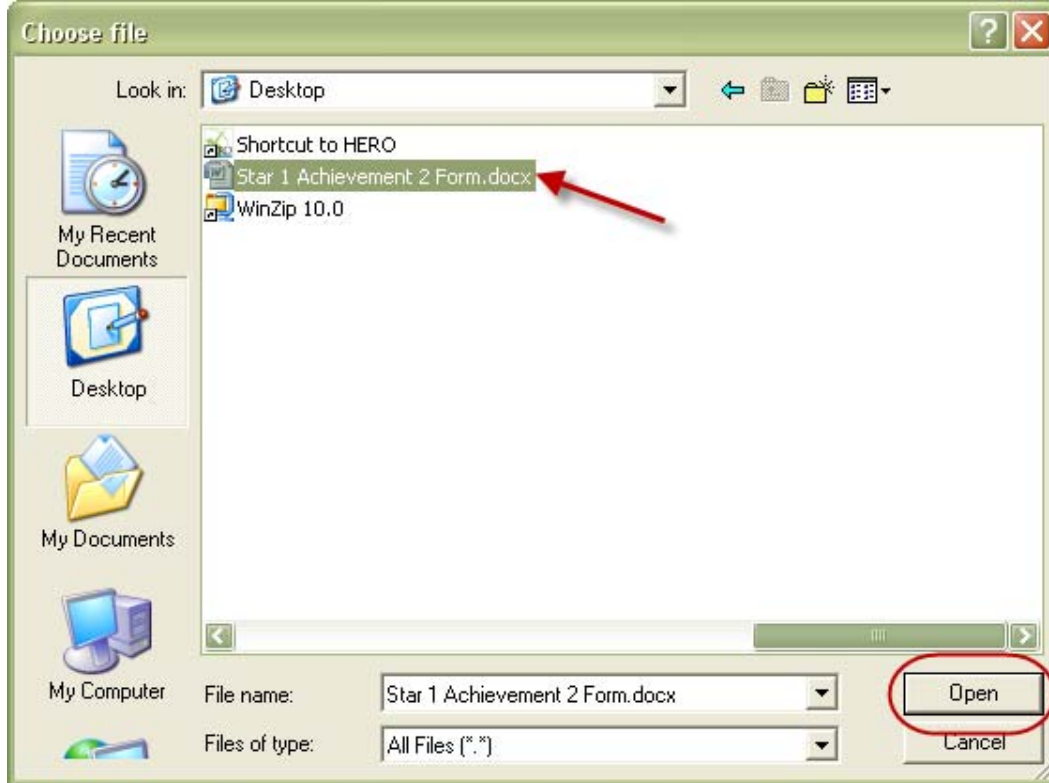 Choose file
Look in:
Desktop
Shortcut to HERO
Star 1 Achievement 2 Form.docx
WinZip 10.0
My Recent
Documents
Desktop
My Documents
My Computer
File name:
Star 1 Achievement 2 Form.docx
Open
Files of type:
All Files (*.*)
Cancel